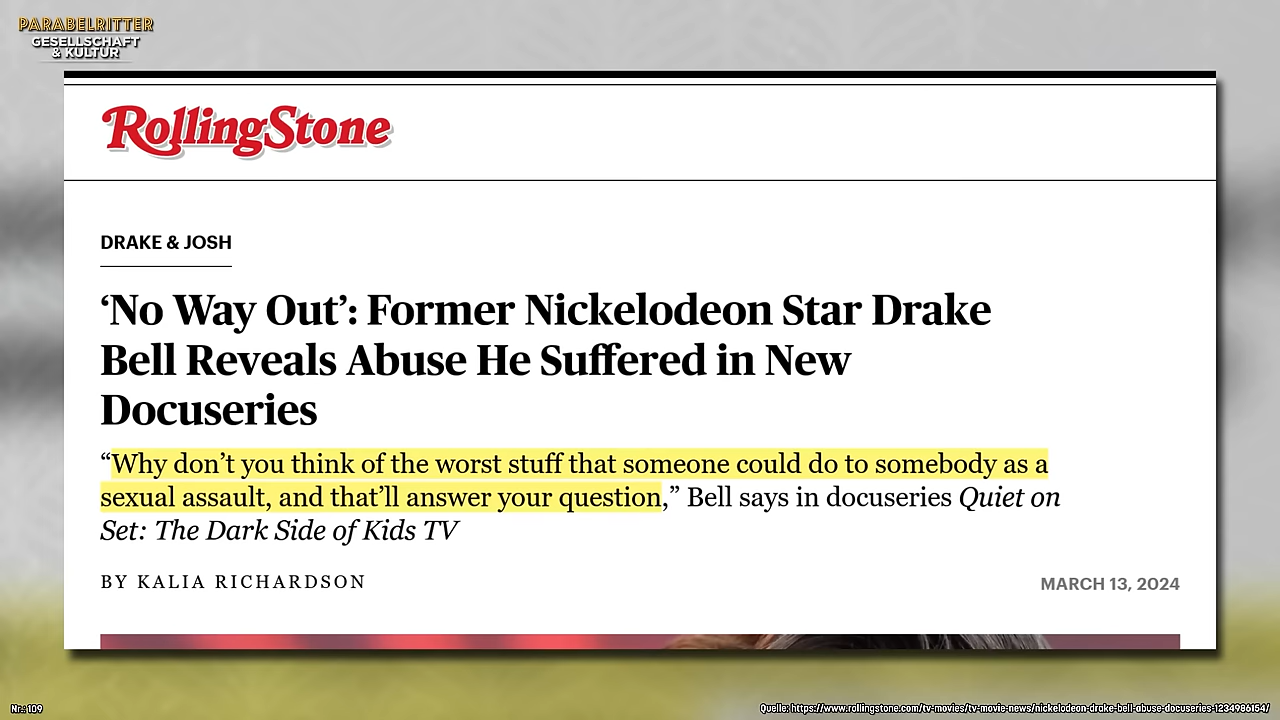 PARABELRITTER
GESELLSCHAFT
& KULTUR
RollingStone
DRAKE & JOSH
‘No Way Out’: Former Nickelodeon Star Drake
Bell Reveals Abuse He Suffered in New
Docuseries
“Why don’t you think of the worst stuff that someone could do to somebody as a
sexual assault, and that’ll answer your question,” Bell says in docuseries Quiet on
Set: The Dark Side of Kids TV
BY KALIA RICHARDSON
MARCH 13, 2024
Nr.: 109
Quelle: https://www.rollingstone.com/tv-movies/tv-movie-news/nickelodeon-drake-bell-abuse-docuseries-1234986154/